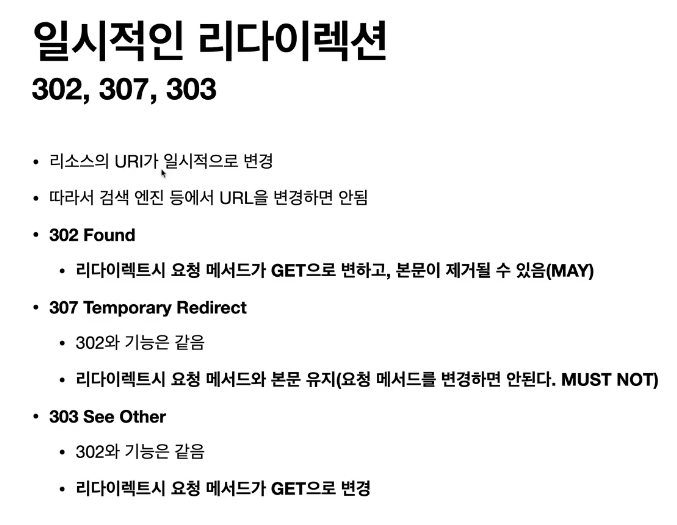 일시적인 리다이렉션
302, 307, 303
• 리소스의 URI가 일시적으로 변경
• 따라서 검색 엔진 등에서 URL을 변경하면 안됨
• 302 Found
• 리다이렉트시 요청 메서드가 GET으로 변하고, 본문이 제거될 수 있음(MAY)
• 307 Temporary Redirect
• 302와 기능은 같음
• 리다이렉트시 요청 메서드와 본문 유지(요청 메서드를 변경하면 안된다. MUST NOT)
• 303 See Other
• 302와 기능은 같음
• 리다이렉트시 요청 메서드가 GET으로 변경